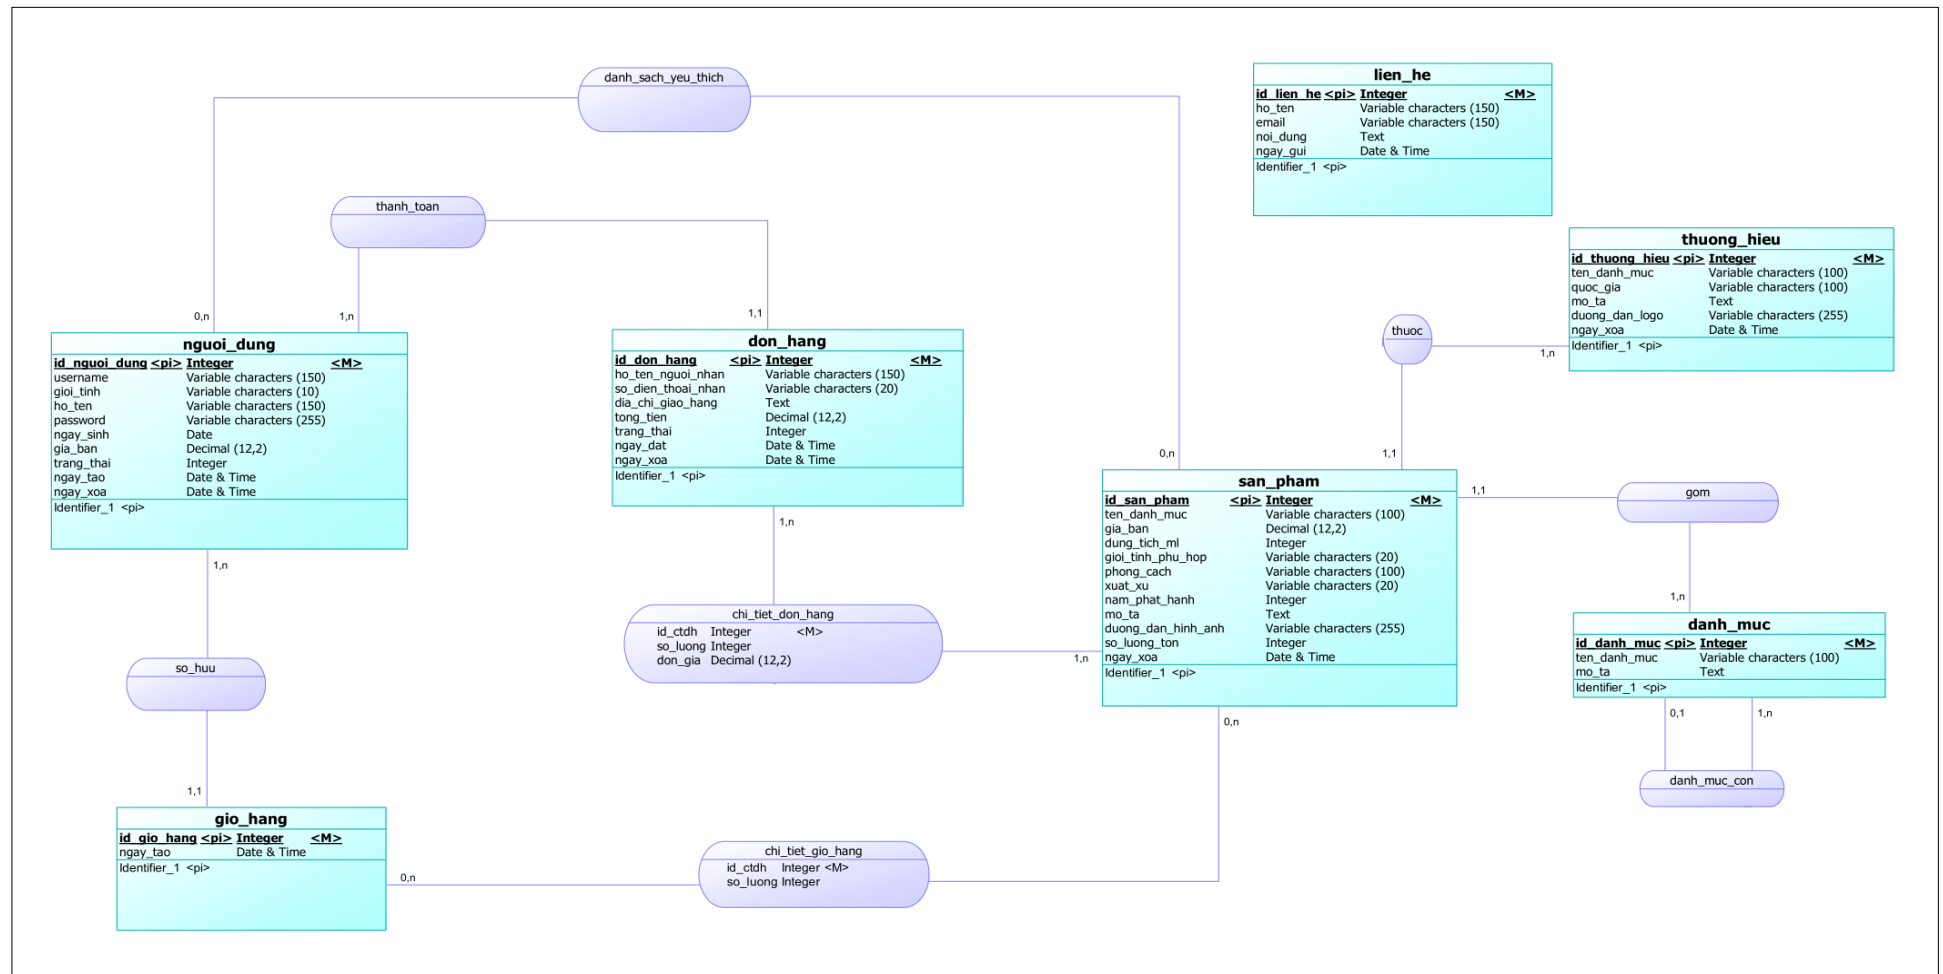 danh_sach_yeu_thich
lien_he
id_lien_he <pi> Integer <M>
ho_ten Variable characters (150)
email Variable characters (150)
noi_dung Text
ngay_gui Date & Time
Identifier_1 <pi>
thanh_toan
thuong_hieu
id_thuong_hieu <pi> Integer <M>
ten_danh_muc Variable characters (100)
quoc_gia Variable characters (100)
mo_ta Text
duong_dan_logo Variable characters (255)
ngay_xoa Date & Time
Identifier_1 <pi>
0,n
1,n
1,1
thuoc
1,n
nguoi_dung
id_nguoi_dung <pi> Integer <M>
username Variable characters (150)
gioi_tinh Variable characters (10)
ho_ten Variable characters (150)
password Variable characters (255)
ngay_sinh Date
gia_ban Decimal (12,2)
trang_thai Integer
ngay_tao Date & Time
ngay_xoa Date & Time
Identifier_1 <pi>
don_hang
id_don_hang <pi> Integer <M>
ho_ten_nguoi_nhan Variable characters (150)
so_dien_thoai_nhan Variable characters (20)
dia_chi_giao_hang Text
tong_tien Decimal (12,2)
trang_thai Integer
ngay_dat Date & Time
ngay_xoa Date & Time
Identifier_1 <pi>
0,n
1,1
san_pham
id_san_pham <pi> Integer <M>
ten_danh_muc Variable characters (100)
gia_ban Decimal (12,2)
dung_tich_ml Integer
gioi_tinh_phu_hop Variable characters (20)
phong_cach Variable characters (100)
xuat_xu Variable characters (20)
nam_phat_hanh Integer
mo_ta Text
duong_dan_hinh_anh Variable characters (255)
so_luong_ton Integer
ngay_xoa Date & Time
Identifier_1 <pi>
1,1
gom
1,n
1,n
1,n
danh_muc
id_danh_muc <pi> Integer <M>
ten_danh_muc Variable characters (100)
mo_ta Text
Identifier_1 <pi>
chi_tiet_don_hang
id_ctdh Integer <M>
so_luong Integer
don_gia Decimal (12,2)
1,n
so_huu
0,1
1,n
0,n
danh_muc_con
1,1
gio_hang
id_gio_hang <pi> Integer <M>
ngay_tao Date & Time
Identifier_1 <pi>
0,n
chi_tiet_gio_hang
id_ctdh Integer <M>
so_luong Integer